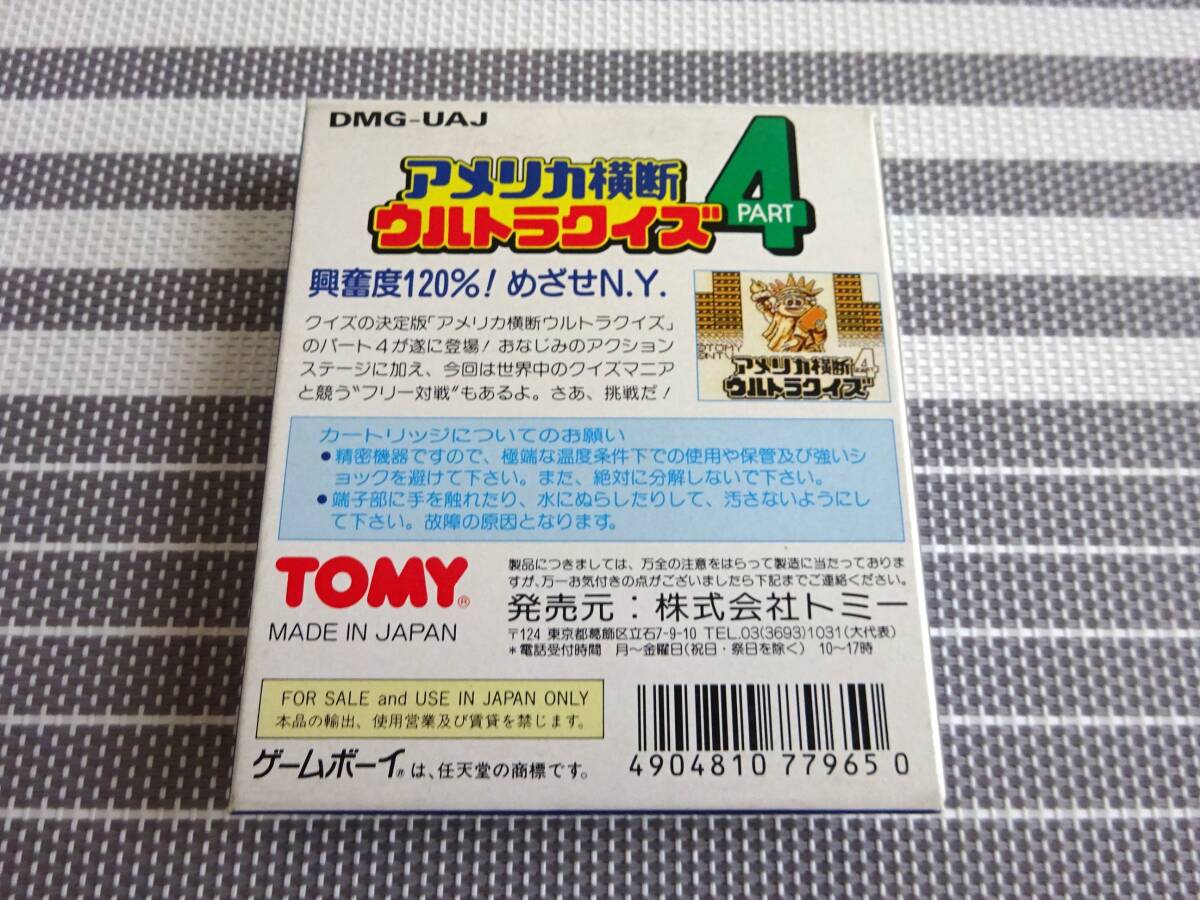 DMG-UAJ
アメリカ横断
ウルトラクイズ
4
PART
興奮度120%! めざせN.Y.
クイズの決定版｢アメリカ横断ウルトラクイズ｣
のパート4が遂に登場! おなじみのアクション
ステージに加え、今回は世界中のクイズマニア
と競う“フリー対戦”もあるよ。さあ、挑戦だ!
©TOMY
©NTV
アメリカ横断
ウルトラクイズ
4
カートリッジについてのお願い
●精密機器ですので、極端な温度条件下での使用や保管及び強いシ
ョックを避けて下さい。また、絶対に分解しないで下さい。
●端子部に手を触れたり、水にぬらしたりして、汚さないようにし
て下さい。故障の原因となります。
TOMY®
MADE IN JAPAN
製品につきましては、万全の注意をはらって製造に当たっておりま
すが、万一お気付きの点がございましたら下記までご連絡ください。
発売元：株式会社トミー
〒124 東京都葛飾区立石7-9-10 TEL.03(3693)1031(大代表)
*電話受付時間 月～金曜日(祝日・祭日を除く) 10～17時
FOR SALE and USE IN JAPAN ONLY
本品の輸出、使用営業及び賃貸を禁じます。
ゲームボーイ®は、任天堂の商標です。
4904810 77965 0